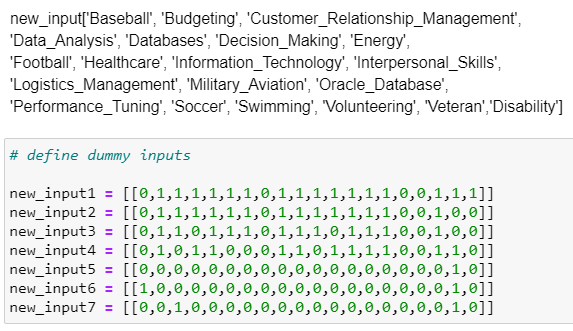 new_input['Baseball', 'Budgeting', 'Customer_Relationship_Management',
'Data_Analysis', 'Databases', 'Decision_Making', 'Energy',
'Football', 'Healthcare', 'Information_Technology', 'Interpersonal_Skills',
'Logistics_Management', 'Military_Aviation', 'Oracle_Database',
'Performance_Tuning', 'Soccer', 'Swimming', 'Volunteering', 'Veteran','Disability']
# define dummy inputs
new_input1 = [[0,1,1,1,1,1,1,0,1,1,1,1,1,1,1,0,0,1,1,1]]
new_input2 = [[0,1,1,1,1,1,1,0,1,1,1,1,1,1,1,0,0,1,0,0]]
new_input3 = [[0,1,1,0,1,1,1,0,1,1,1,0,1,1,1,0,0,1,0,0]]
new_input4 = [[0,1,0,1,1,0,0,0,1,1,0,1,1,1,1,0,0,1,1,0]]
new_input5 = [[0,0,0,0,0,0,0,0,0,0,0,0,0,0,0,0,0,0,1,0]]
new_input6 = [[1,0,0,0,0,0,0,0,0,0,0,0,0,0,0,0,0,0,1,0]]
new_input7 = [[0,0,1,0,0,0,0,0,0,0,0,0,0,0,0,0,0,0,1,0]]